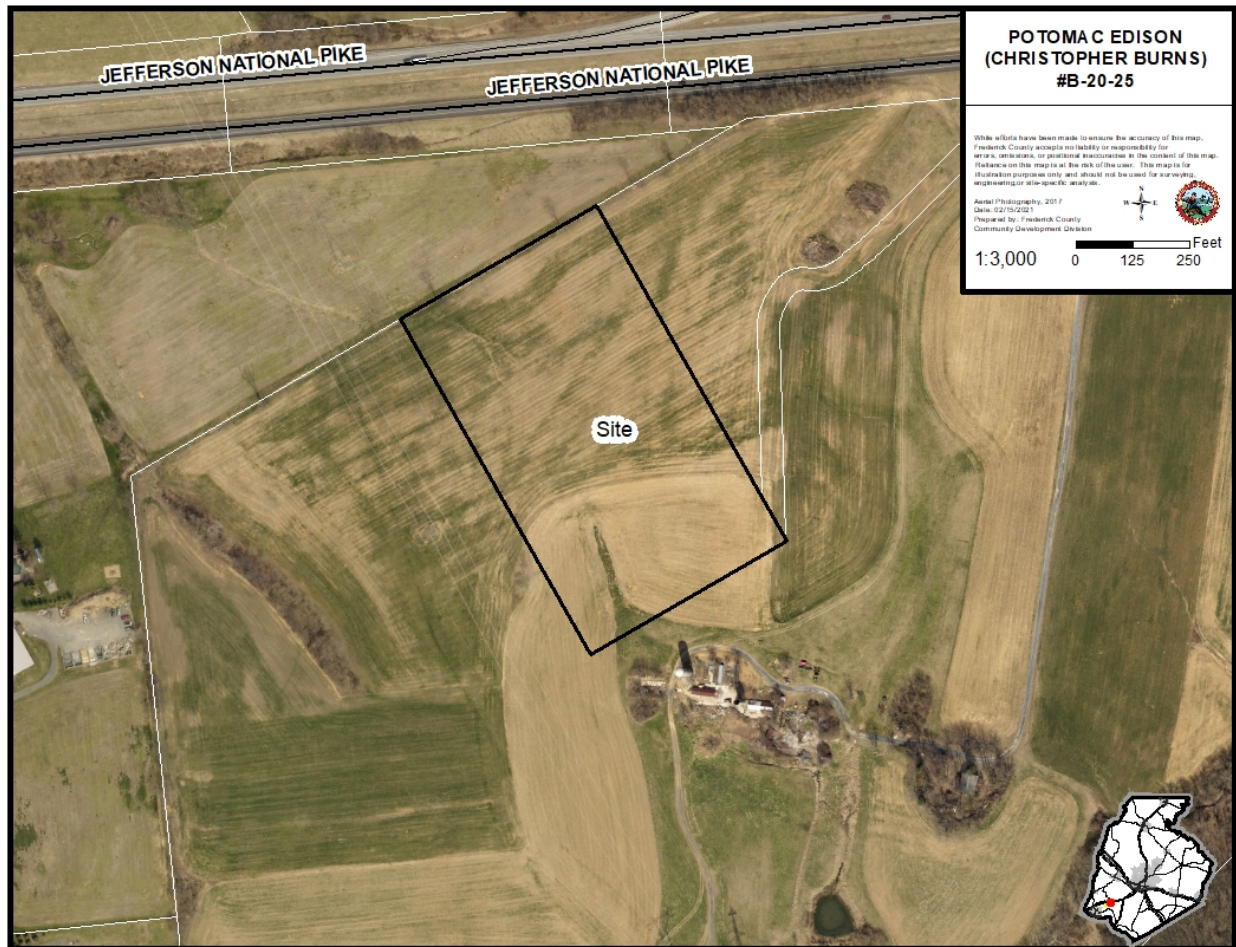 JEFFERSON NATIONAL PIKE
JEFFERSON NATIONAL PIKE
POTOMAC EDISON
(CHRISTOPHER BURNS)
#B-20-25
While efforts have been made to ensure the accuracy of this map,
Frederick County accepts no liability or responsibility for
errors, omissions, or positional inaccuracies in the content of this map.
Reliance on this map is at the risk of the user. This map is for
illustration purposes only and should not be used for surveying,
engineering,or site-specific analysis.
Aerial Photography, 2017
Date: 02/15/2021
Prepared by: Frederick County
Community Development Division
N
W E
S
Feet
1:3,000 0 125 250
Site